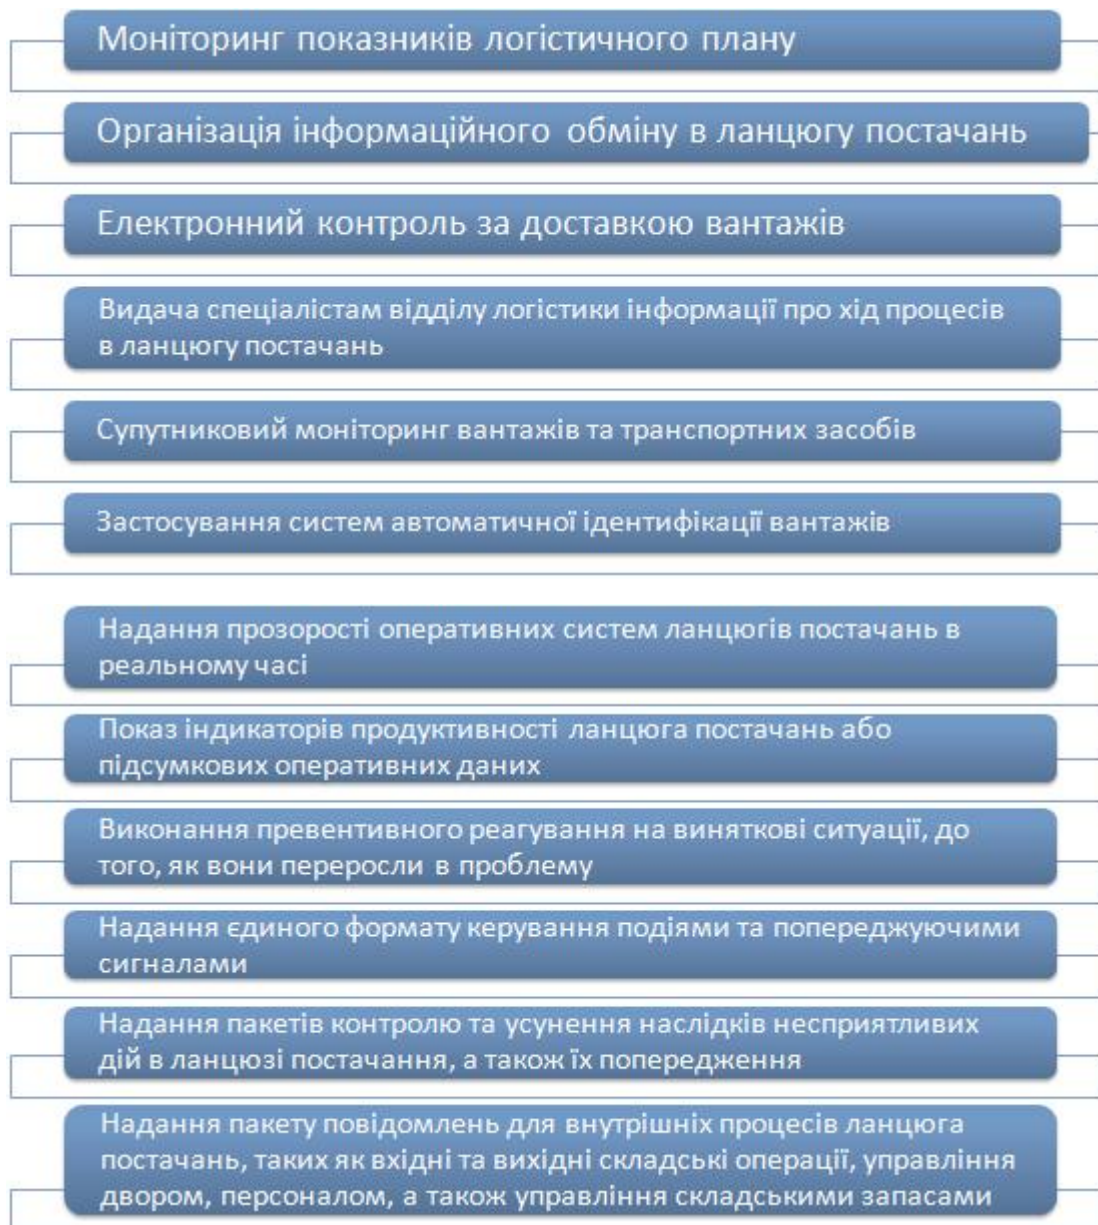 Моніторинг показників логістичного плану
Організація інформаційного обміну в ланцюгу постачань
Електронний контроль за доставкою вантажів
Видача спеціалістам відділу логістики інформації про хід процесів
в ланцюгу постачань
Супутниковий моніторинг вантажів та транспортних засобів
Застосування систем автоматичної ідентифікації вантажів
Надання прозорості оперативних систем ланцюгів постачань в
реальному часі
Показ індикаторів продуктивності ланцюга постачань або
підсумкових оперативних даних
Виконання превентивного реагування на виняткові ситуації, до
того, як вони переросли в проблему
Надання єдиного формату керування подіями та попереджуючими
сигналами
Надання пакетів контролю та усунення наслідків несприятливих
дій в ланцюзі постачання, а також їх попередження
Надання пакету повідомлень для внутрішніх процесів ланцюга
постачань, таких як вхідні та вихідні складські операції, управління
двором, персоналом, а також управління складськими запасами